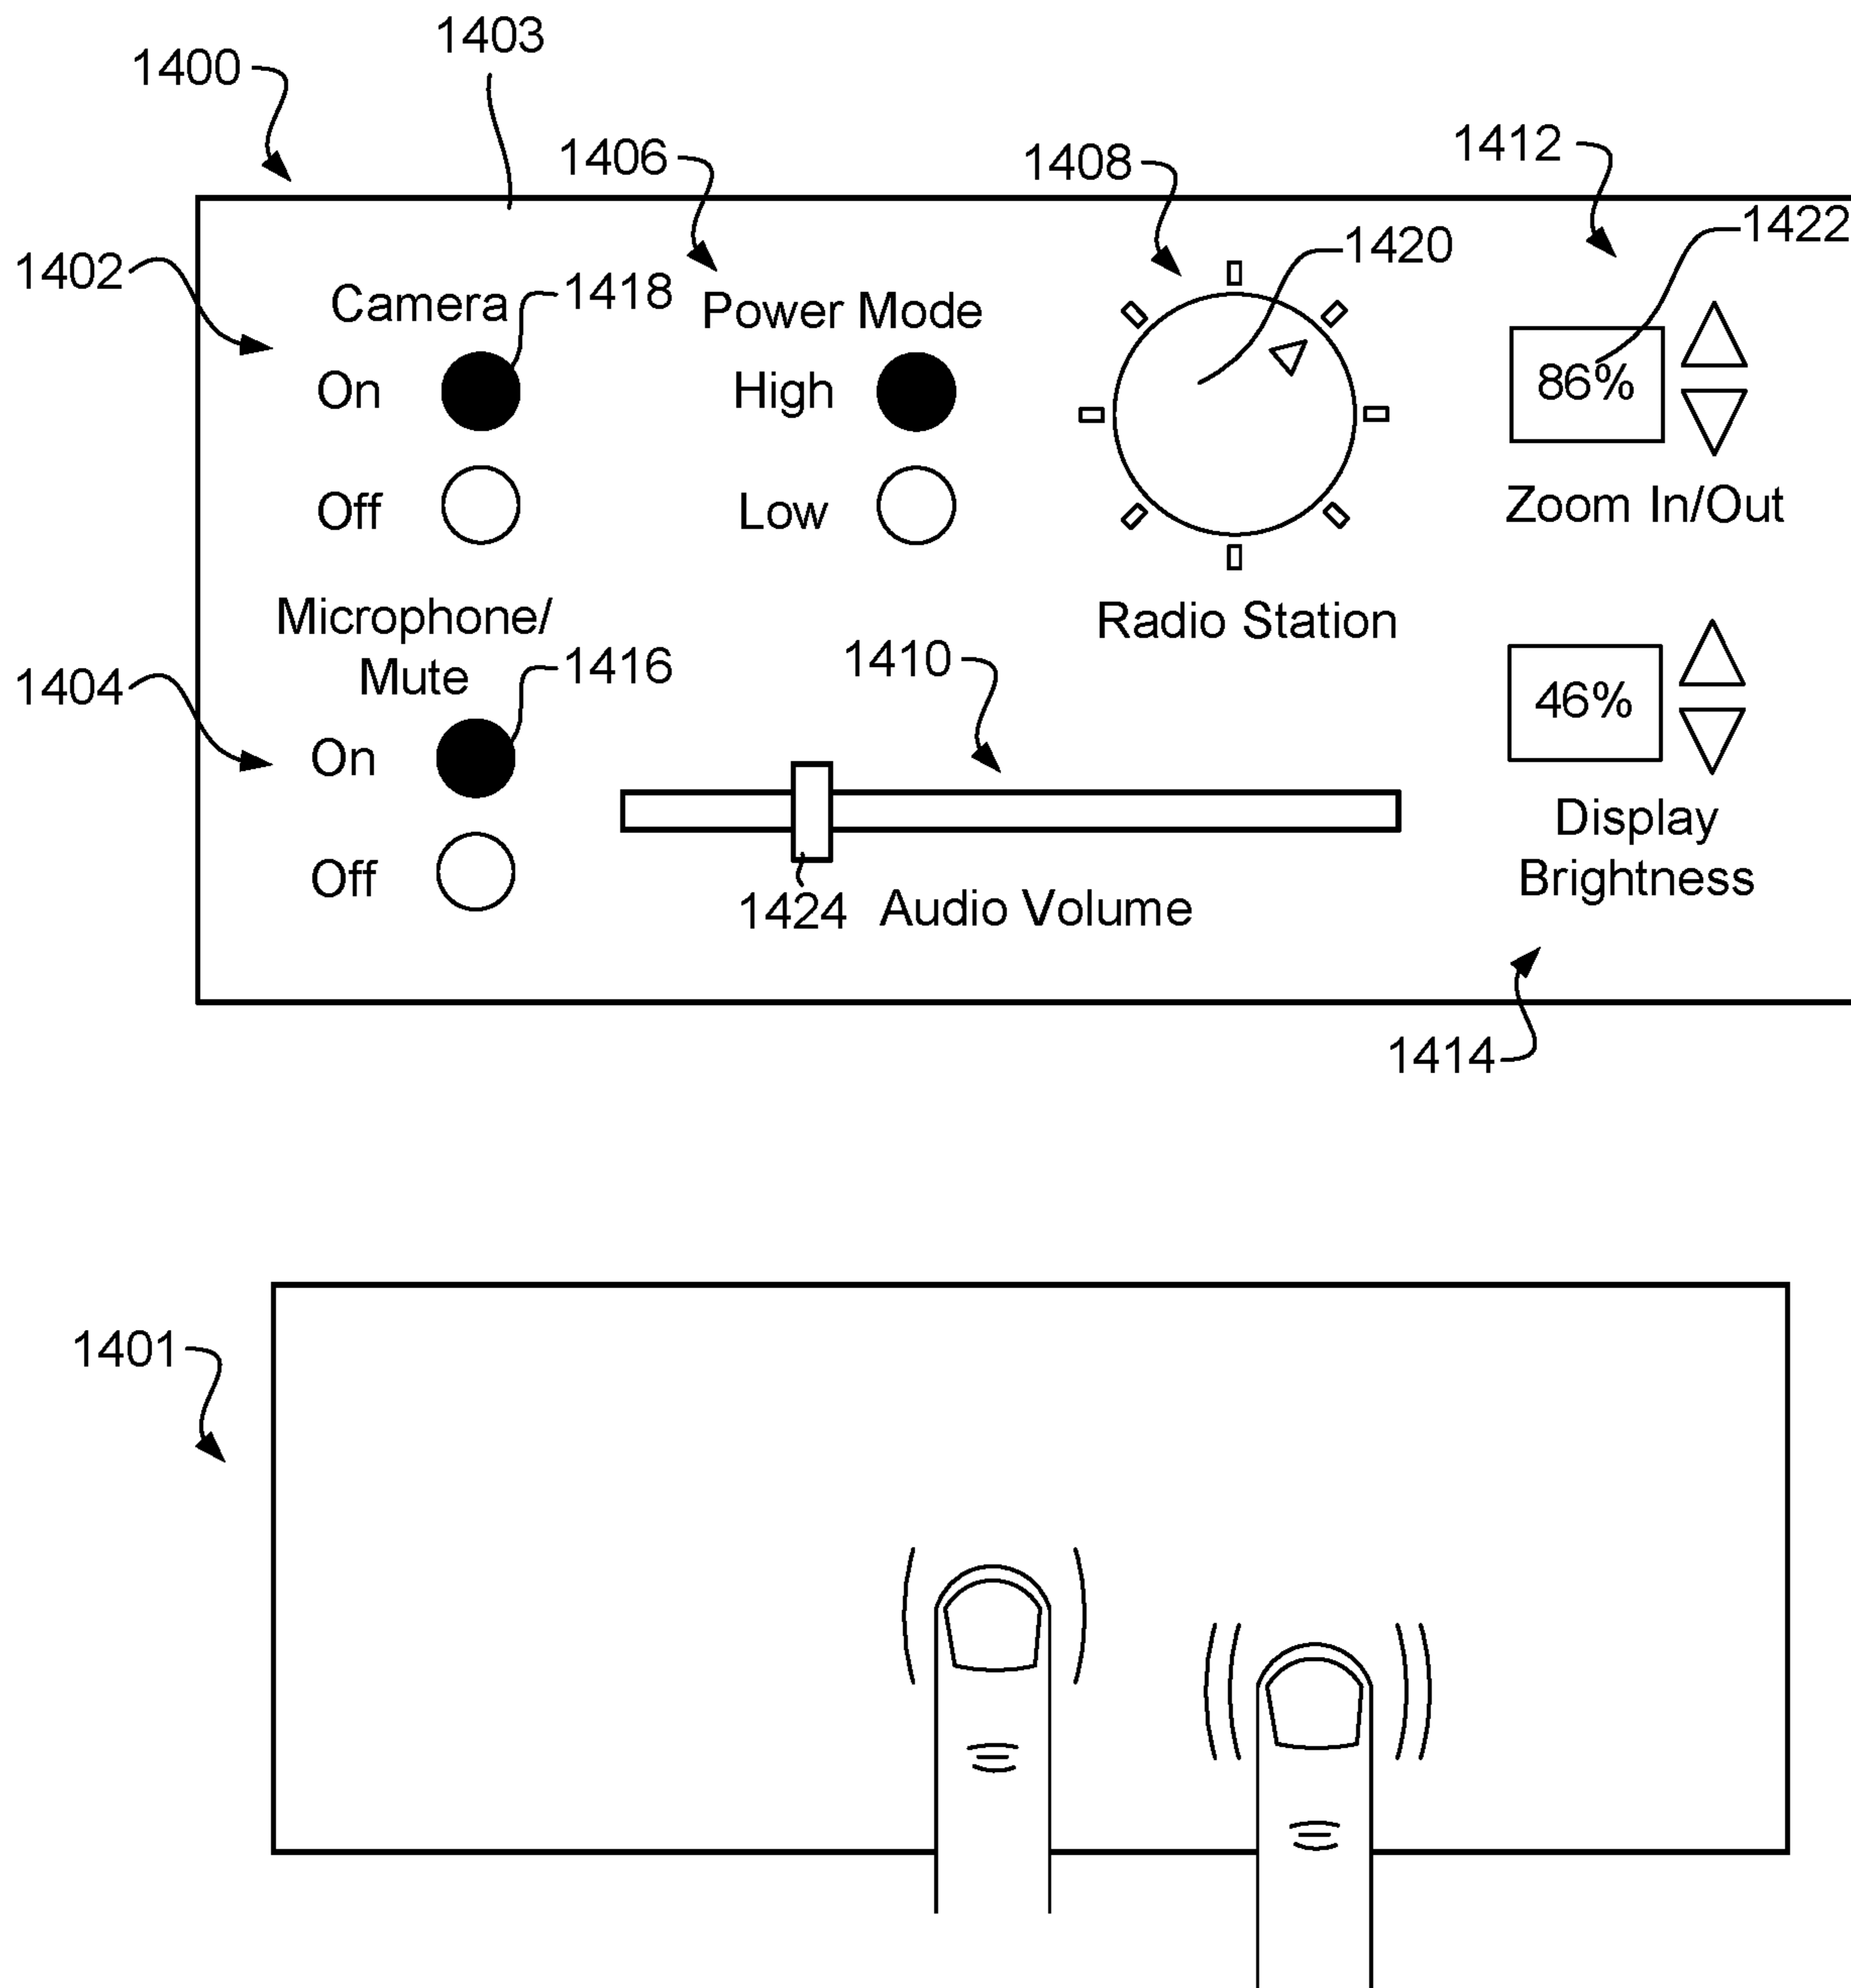 1403
1400
1406
1408
1412
1422
1402
Camera
1418
Power Mode
1420
On
High
86%
Off
Low
Zoom In/Out
Microphone/
Mute
Radio Station
1404
1416
1410
46%
On
Display
Brightness
Off
1424
Audio Volume
1414
1401